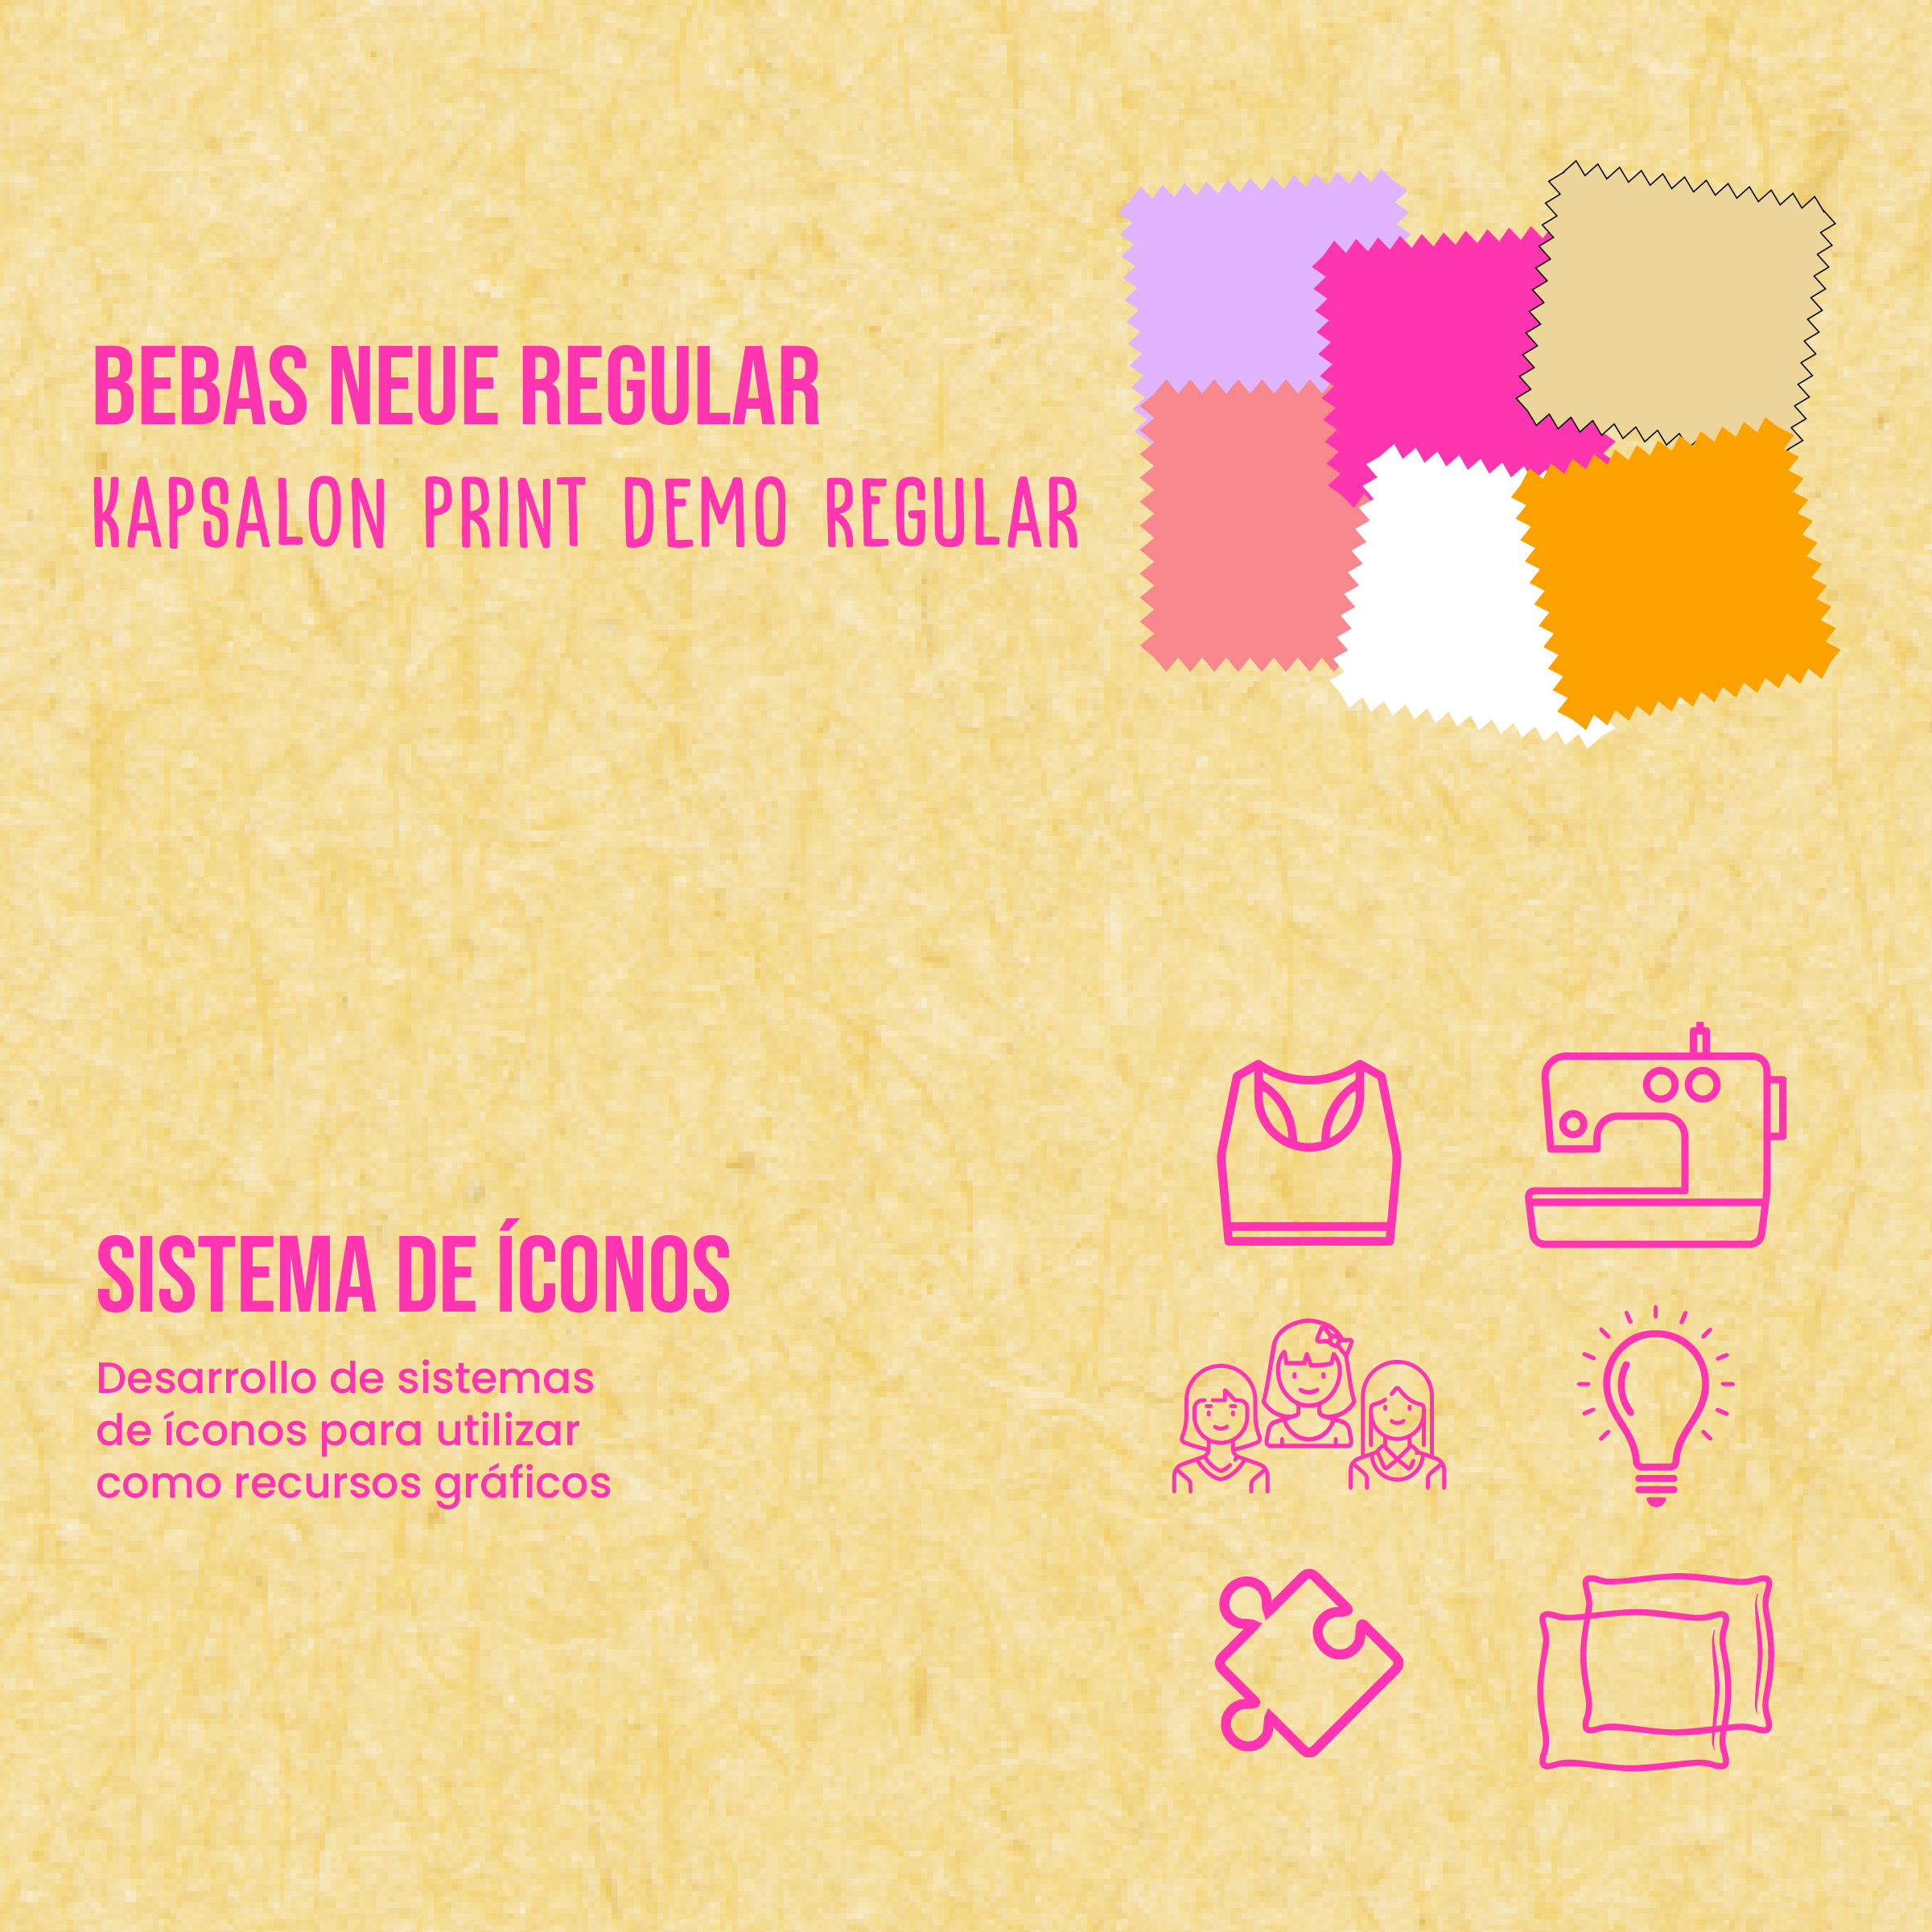 BEBAS NEUE REGULAR
KAPSALON PRINT DEMO REGULAR
SISTEMA DE ÍCONOS
Desarrollo de sistemas
de íconos para utilizar
como recursos gráficos